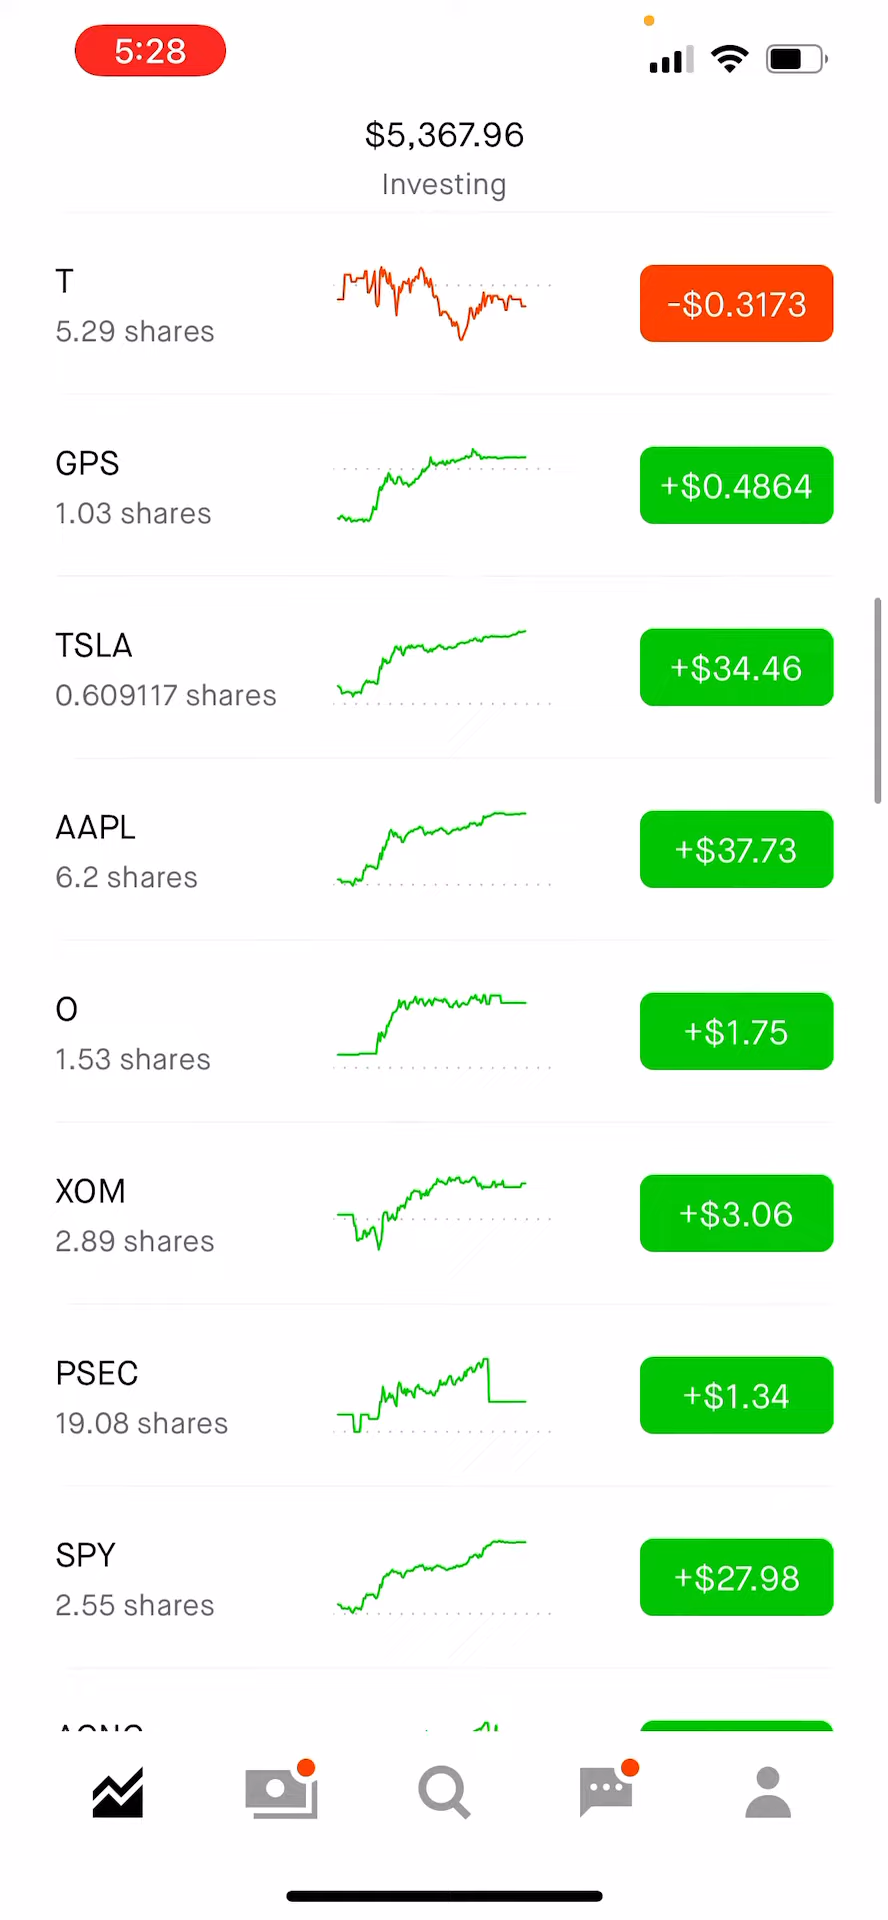 5:28
$5,367.96
Investing
T
5.29 shares
-$0.3173
GPS
1.03 shares
+$0.4864
TSLA
0.609117 shares
+$34.46
AAPL
6.2 shares
+$37.73
O
1.53 shares
+$1.75
XOM
2.89 shares
+$3.06
PSEC
19.08 shares
+$1.34
SPY
2.55 shares
+$27.98